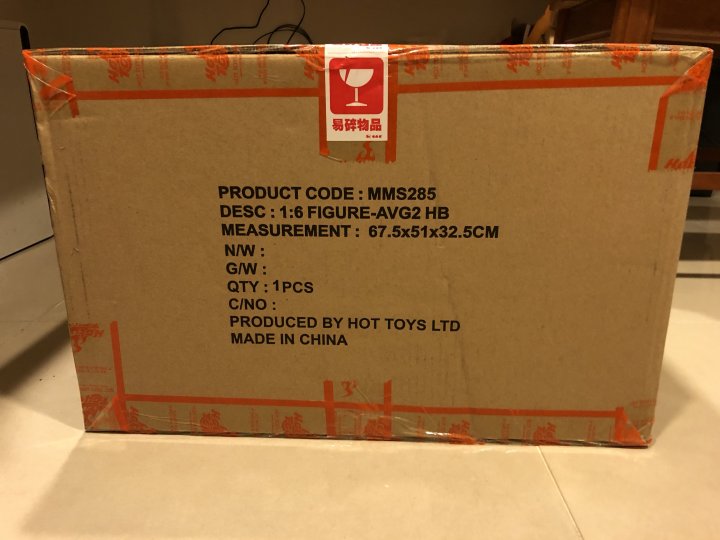 易碎物品
PRODUCT CODE : MMS285
DESC : 1:6 FIGURE-AVG2 HB
MEASUREMENT : 67.5x51x32.5CM
N/W :
G/W :
QTY : 1PCS
C/NO :
PRODUCED BY HOT TOYS LTD
MADE IN CHINA